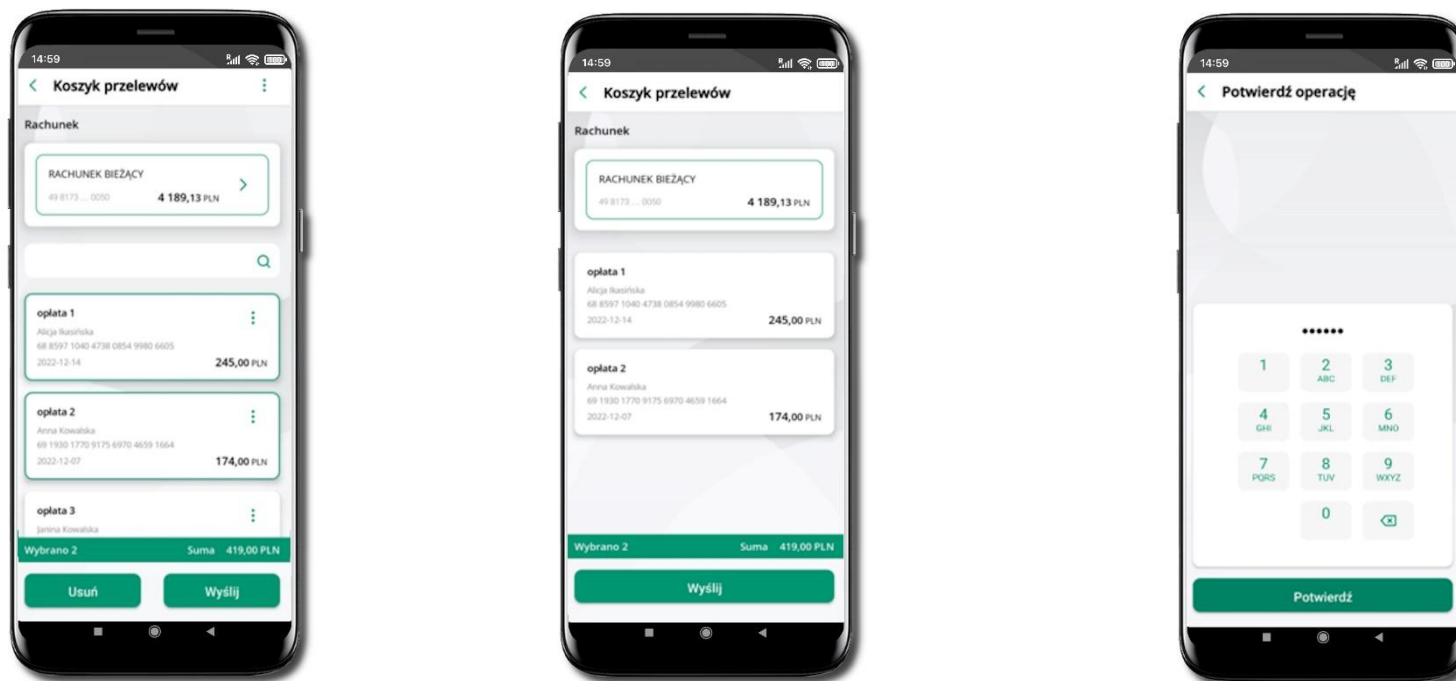 14:59
Koszyk przelewów
Rachunek
RACHUNEK BIEŻĄCY
49 8173 ... 0050 4 189,13 PLN
opłata 1
Alicja Ikasińska
68 8597 1040 4738 0854 9980 6605
2022-12-14 245,00 PLN
opłata 2
Anna Kowalska
69 1930 1770 9175 6970 4659 1664
2022-12-07 174,00 PLN
opłata 3
Janina Kowalska
Wybrano 2 Suma 419,00 PLN
Usuń Wyślij
14:59
Koszyk przelewów
Rachunek
RACHUNEK BIEŻĄCY
49 8173 ... 0050 4 189,13 PLN
opłata 1
Alicja Ikasińska
68 8597 1040 4738 0854 9980 6605
2022-12-14 245,00 PLN
opłata 2
Anna Kowalska
69 1930 1770 9175 6970 4659 1664
2022-12-07 174,00 PLN
Wybrano 2 Suma 419,00 PLN
Wyślij
14:59
Potwierdź operację
••••••
1 2 3
ABC DEF
4 5 6
GHI JKL MNO
7 8 9
PQRS TUV WXYZ
0
Potwierdź